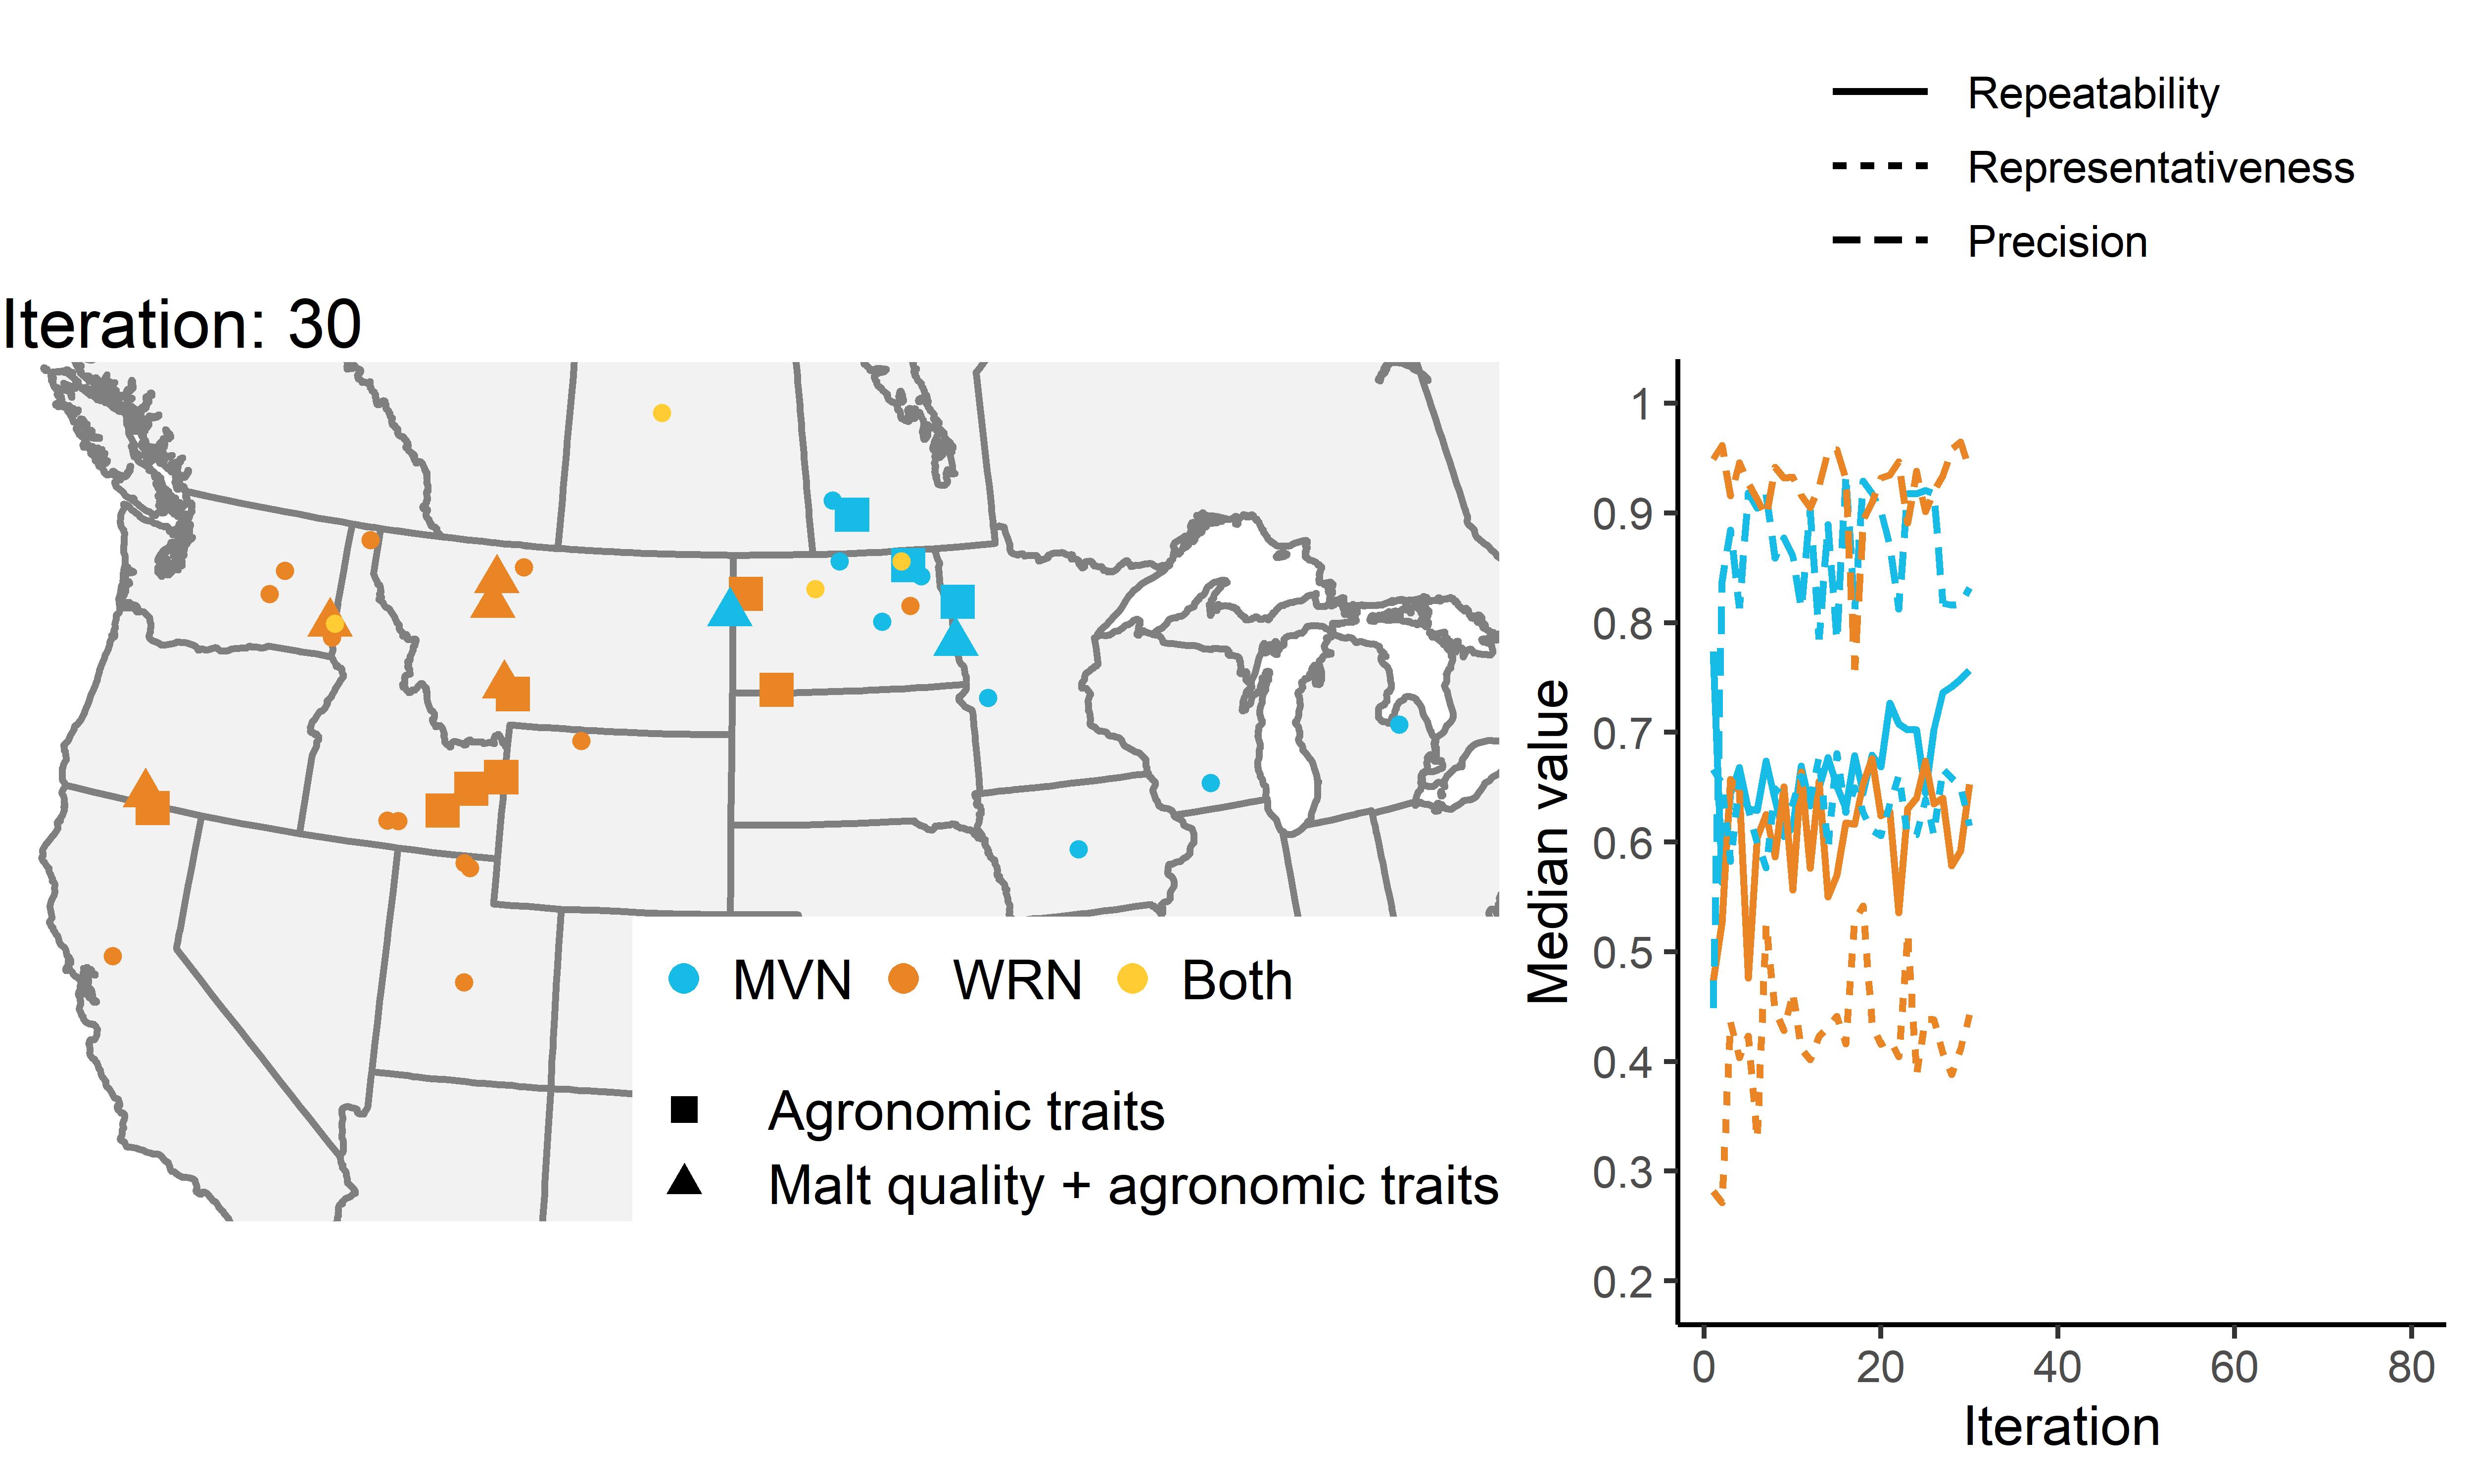 Repeatability
Representativeness
Precision
Iteration: 30
MVN WRN Both
Agronomic traits
Malt quality + agronomic traits
Median value
1
0.9
0.8
0.7
0.6
0.5
0.4
0.3
0.2
0 20 40 60 80
Iteration